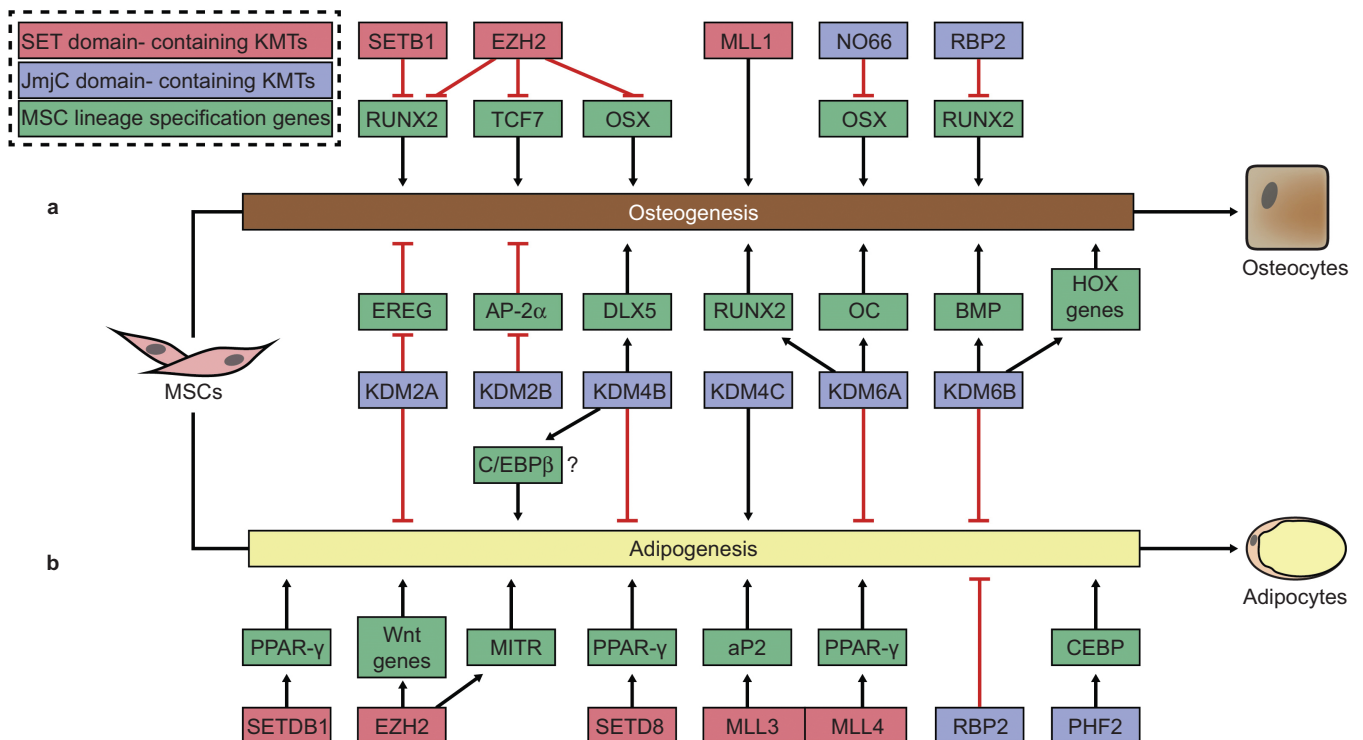 SET domain- containing KMTs
JmjC domain- containing KMTs
MSC lineage specification genes
SETB1
EZH2
MLL1
NO66
RBP2
RUNX2
TCF7
OSX
OSX
RUNX2
a
Osteogenesis
Osteocytes
EREG
AP-2α
DLX5
RUNX2
OC
BMP
HOX
genes
MSCs
KDM2A
KDM2B
KDM4B
KDM4C
KDM6A
KDM6B
C/EBPβ ?
Adipogenesis
b
Adipocytes
PPAR-γ
Wnt
genes
MITR
PPAR-γ
aP2
PPAR-γ
CEBP
SETDB1
EZH2
SETD8
MLL3
MLL4
RBP2
PHF2